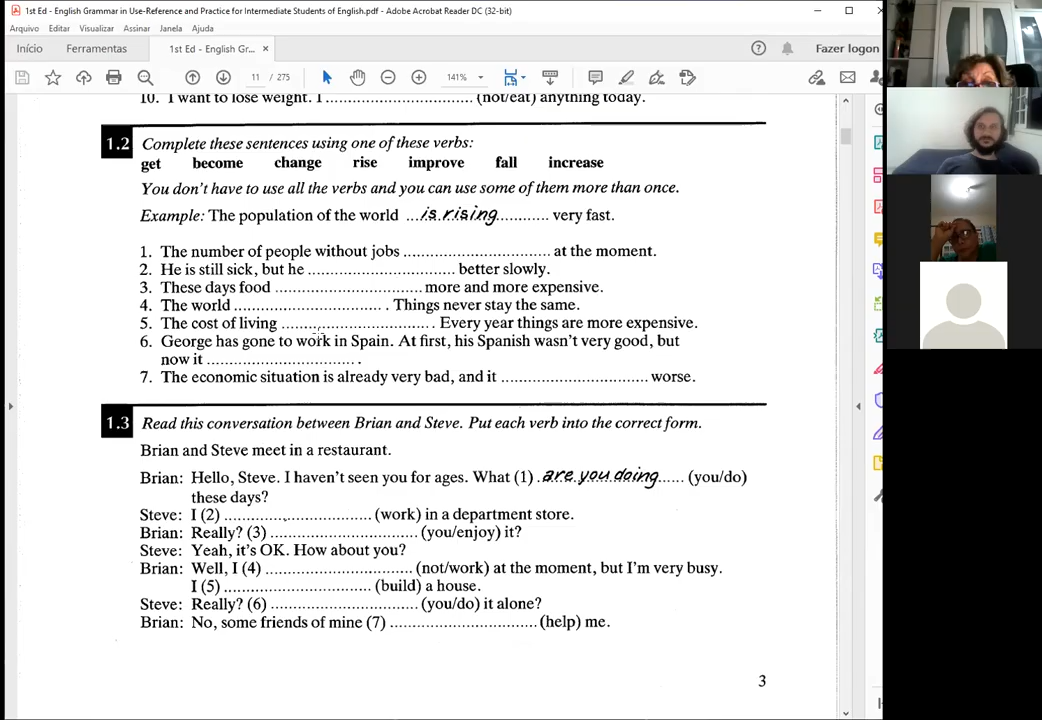 1st Ed - English Grammar in Use-Reference and Practice for Intermediate Students of English.pdf - Adobe Acrobat Reader DC (32-bit)
Arquivo Editar Visualizar Assinar Janela Ajuda
Início Ferramentas 1st Ed - English Gr... × Fazer logon
11 / 275 141%
10. I want to lose weight. I .................................. (not/eat) anything today.
1.2 Complete these sentences using one of these verbs:
get become change rise improve fall increase
You don't have to use all the verbs and you can use some of them more than once.
Example: The population of the world ...is rising........... very fast.
1. The number of people without jobs .................................. at the moment.
2. He is still sick, but he .................................. better slowly.
3. These days food .................................. more and more expensive.
4. The world .................................. . Things never stay the same.
5. The cost of living .................................. . Every year things are more expensive.
6. George has gone to work in Spain. At first, his Spanish wasn't very good, but
now it .................................. .
7. The economic situation is already very bad, and it .................................. worse.
1.3 Read this conversation between Brian and Steve. Put each verb into the correct form.
Brian and Steve meet in a restaurant.
Brian: Hello, Steve. I haven't seen you for ages. What (1) .are you doing...... (you/do)
these days?
Steve: I (2) .................................. (work) in a department store.
Brian: Really? (3) .................................. (you/enjoy) it?
Steve: Yeah, it's OK. How about you?
Brian: Well, I (4) .................................. (not/work) at the moment, but I'm very busy.
I (5) .................................. (build) a house.
Steve: Really? (6) .................................. (you/do) it alone?
Brian: No, some friends of mine (7) .................................. (help) me.
3